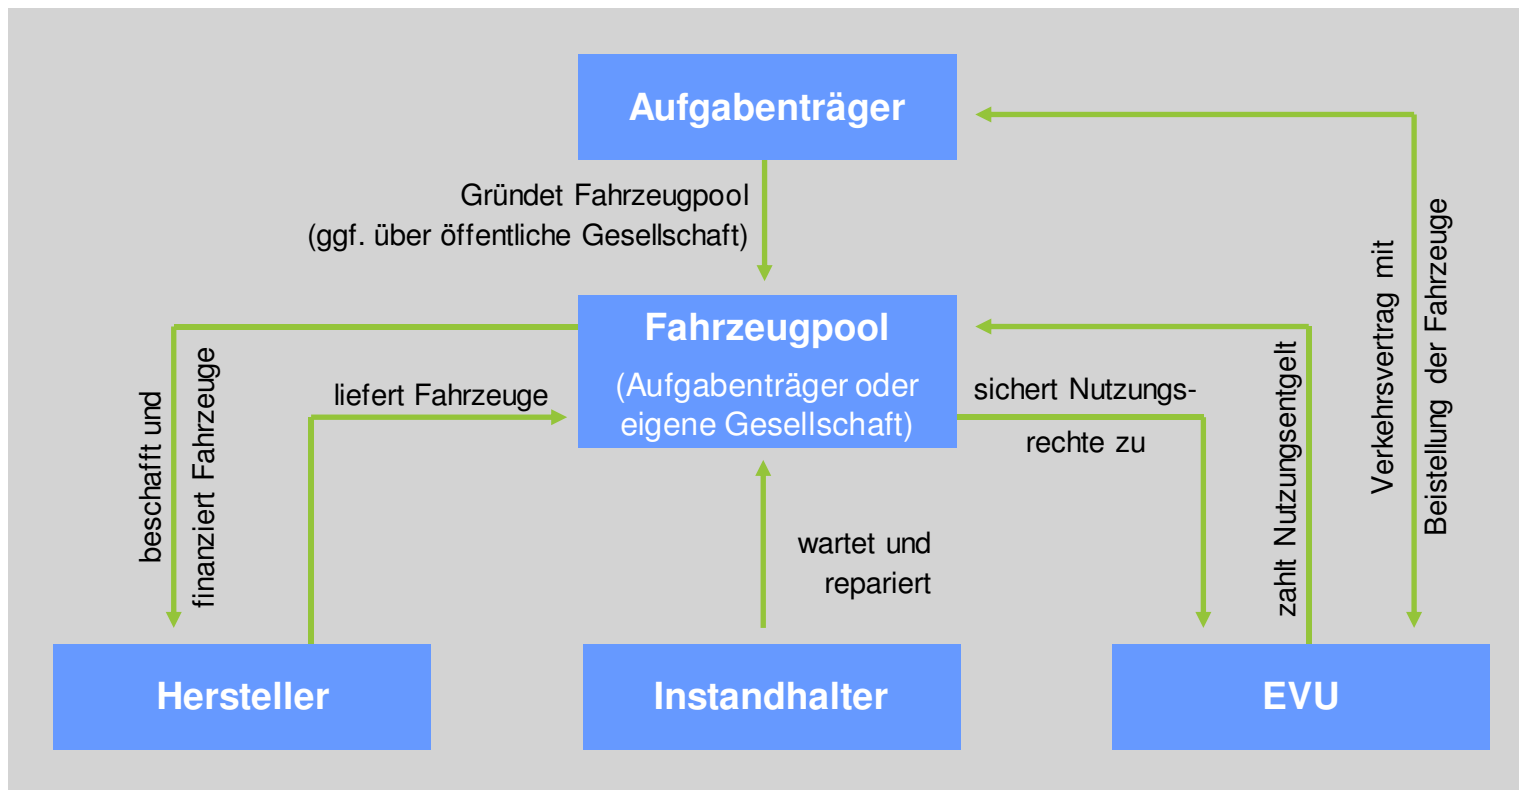 Aufgabenträger
Gründet Fahrzeugpool
(ggf. über öffentliche Gesellschaft)
Fahrzeugpool
(Aufgabenträger oder
eigene Gesellschaft)
beschafft und
finanziert Fahrzeuge
liefert Fahrzeuge
sichert Nutzungs-
rechte zu
zahlt Nutzungsentgelt
Verkehrsvertrag mit
Beistellung der Fahrzeuge
wartet und
repariert
Hersteller
Instandhalter
EVU